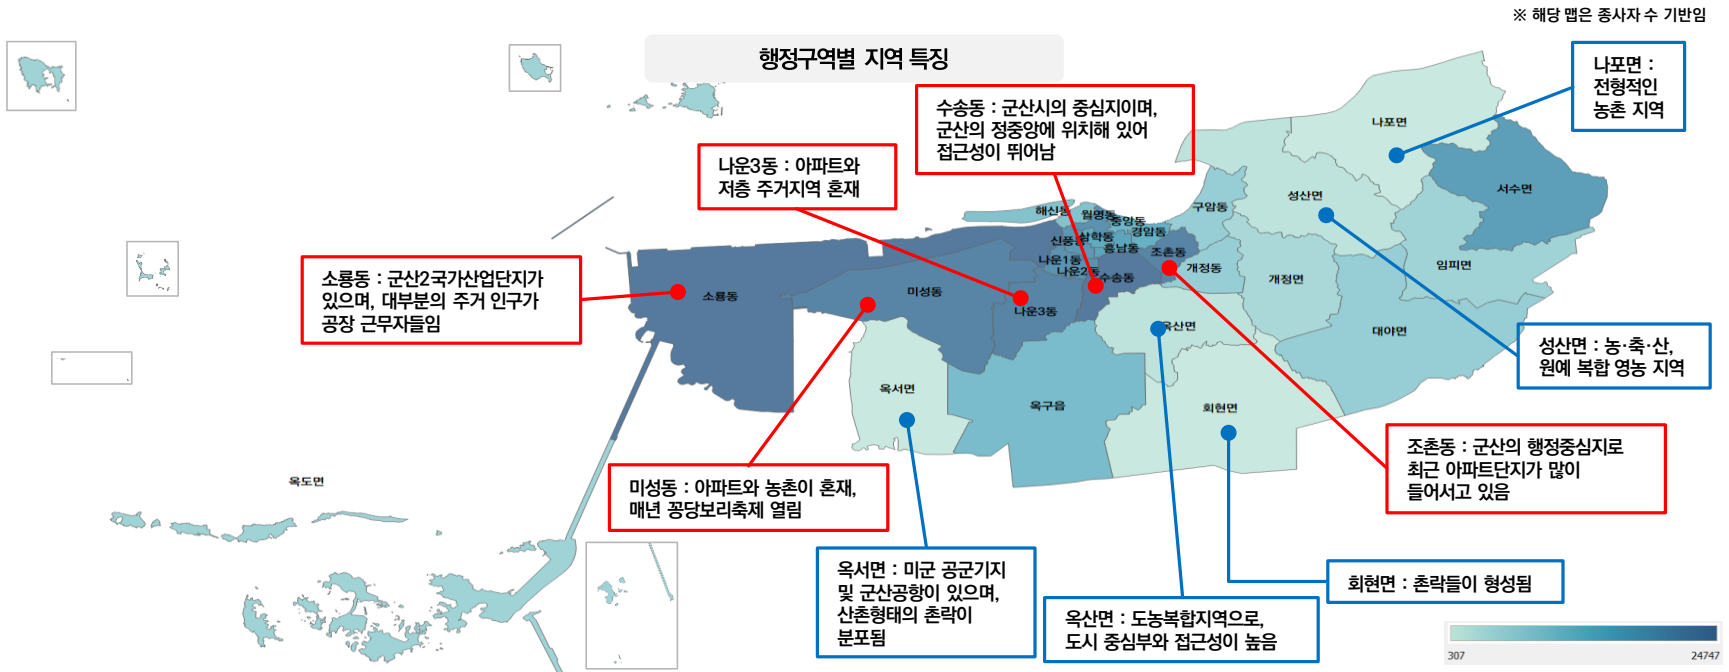 ※ 해당 맵은 종사자 수 기반임
행정구역별 지역 특징
나포면 :
전형적인
농촌 지역
수송동 : 군산시의 중심지이며,
군산의 정중앙에 위치해 있어
접근성이 뛰어남
나운3동 : 아파트와
저층 주거지역 혼재
소룡동 : 군산2국가산업단지가
있으며, 대부분의 주거 인구가
공장 근무자들임
나포면
서수면
성산면
구암동
해신동
월명동
중앙동
경암동
신풍동
삼학동
흥남동
조촌동
나운1동
나운2동
수송동
개정동
개정면
임피면
소룡동
미성동
나운3동
옥산면
대야면
옥서면
옥구읍
회현면
성산면 : 농·축·산,
원예 복합 영농 지역
조촌동 : 군산의 행정중심지로
최근 아파트단지가 많이
들어서고 있음
미성동 : 아파트와 농촌이 혼재,
매년 꽁당보리축제 열림
옥도면
옥서면 : 미군 공군기지
및 군산공항이 있으며,
산촌형태의 촌락이
분포됨
옥산면 : 도농복합지역으로,
도시 중심부와 접근성이 높음
회현면 : 촌락들이 형성됨
307
24747